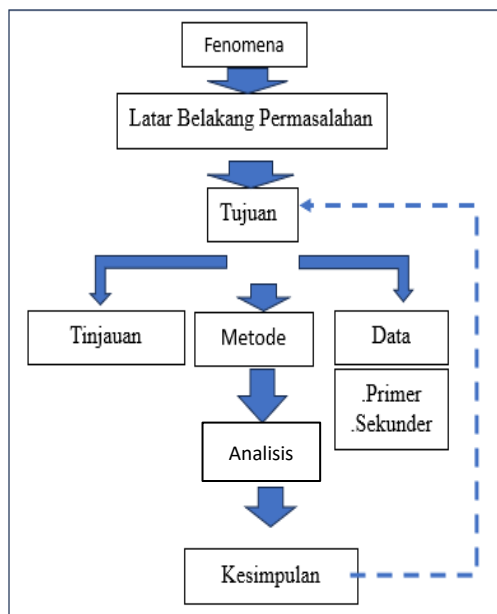 Fenomena
Latar Belakang Permasalahan
Tujuan
Tinjauan
Metode
Data
.Primer
.Sekunder
Analisis
Kesimpulan